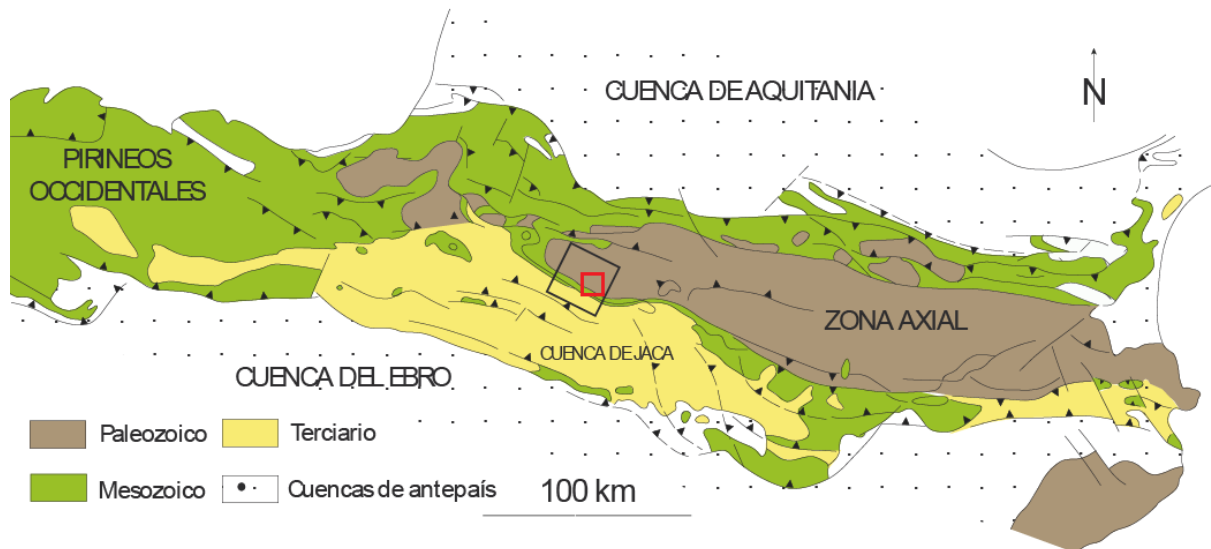 CUENCA DE AQUITANIA
N
PIRINEOS
OCCIDENTALES
ZONA AXIAL
CUENCA DE JACA
CUENCA DEL EBRO
Paleozoico
Terciario
Mesozoico
Cuencas de antepaís
100 km